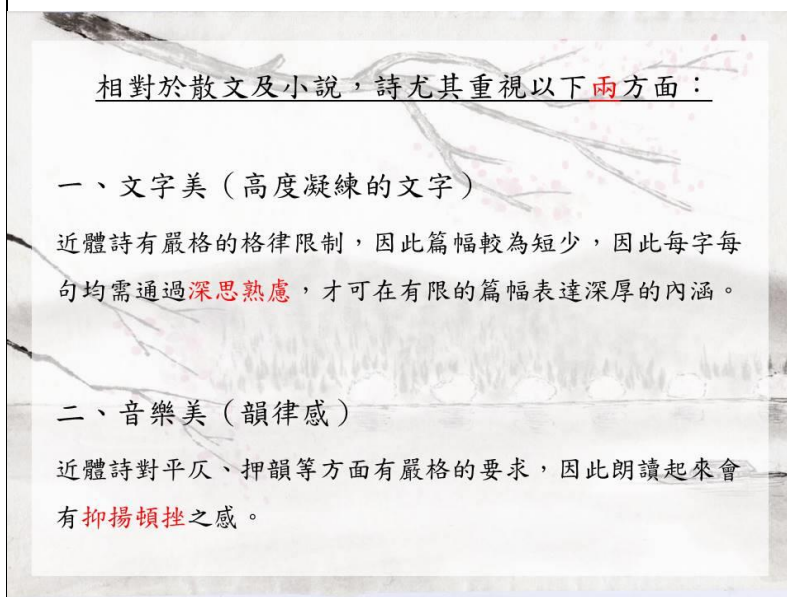 相對於散文及小說，詩尤其重視以下兩方面：
一、文字美（高度凝練的文字）
近體詩有嚴格的格律限制，因此篇幅較為短少，因此每字每
句均需通過深思熟慮，才可在有限的篇幅表達深厚的內涵。
二、音樂美（韻律感）
近體詩對平仄、押韻等方面有嚴格的要求，因此朗讀起來會
有抑揚頓挫之感。